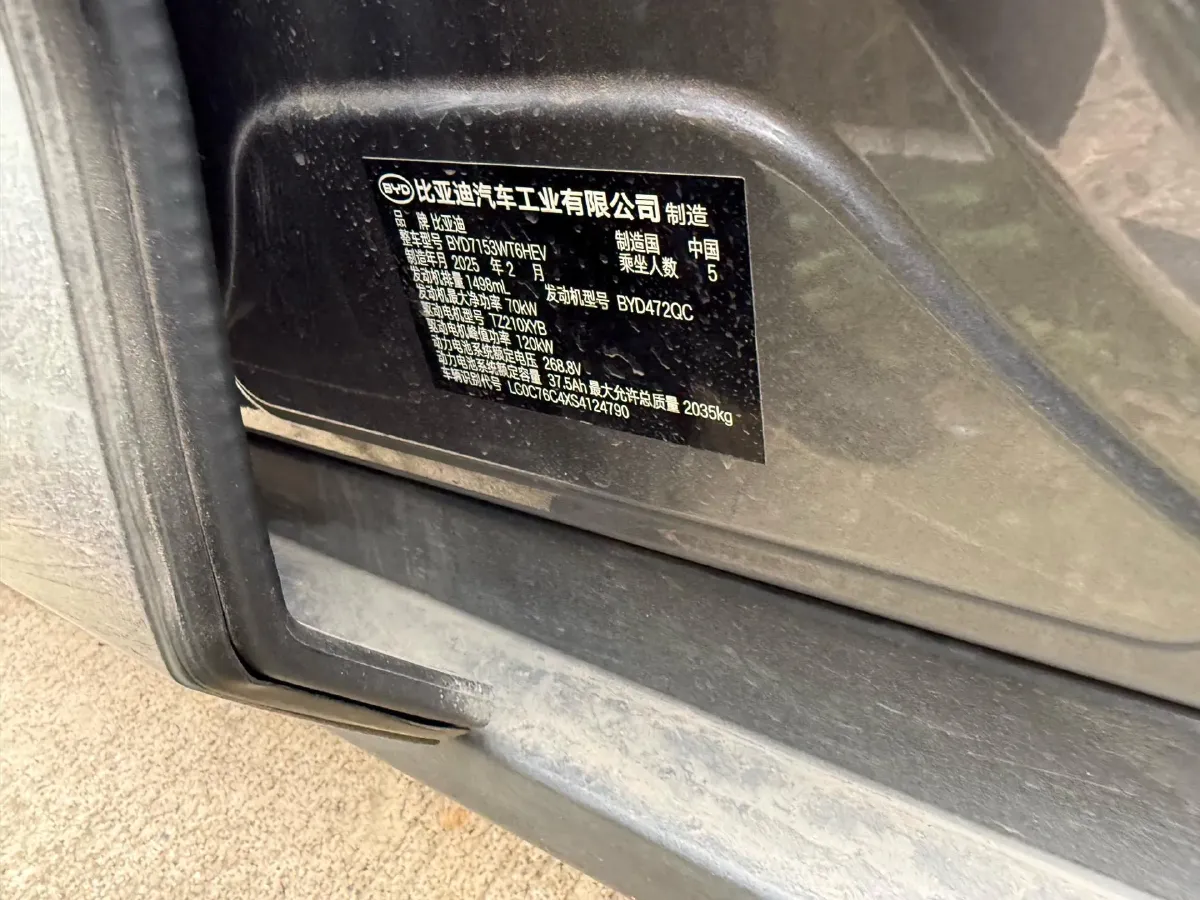 BYD 比亚迪汽车工业有限公司 制造
品 牌 比亚迪 制造国 中国
整车型号 BYD7153WT6HEV 乘坐人数 5
制造年月 2025 年 2 月
发动机排量 1498mL 发动机型号 BYD472QC
发动机最大净功率 70kW
驱动电机型号 TZ210XYB
驱动电机峰值功率 120kW
动力电池系统额定电压 268.8V
动力电池系统额定容量 37.5Ah 最大允许总质量 2035kg
车辆识别代号 LC0C76C4XS4124790